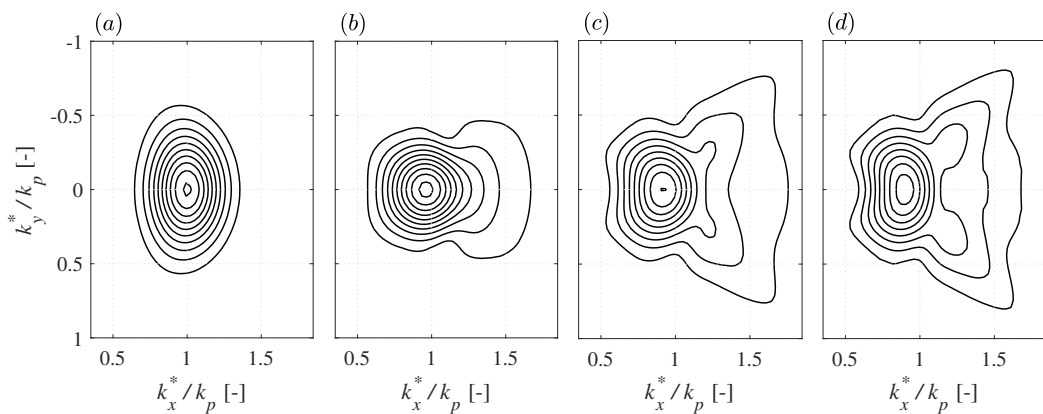 (a) (b) (c) (d)
-1
-0.5
0
0.5
1
k*y/kp [-]
0.5 1 1.5 0.5 1 1.5 0.5 1 1.5 0.5 1 1.5
k*x/kp [-] k*x/kp [-] k*x/kp [-] k*x/kp [-]